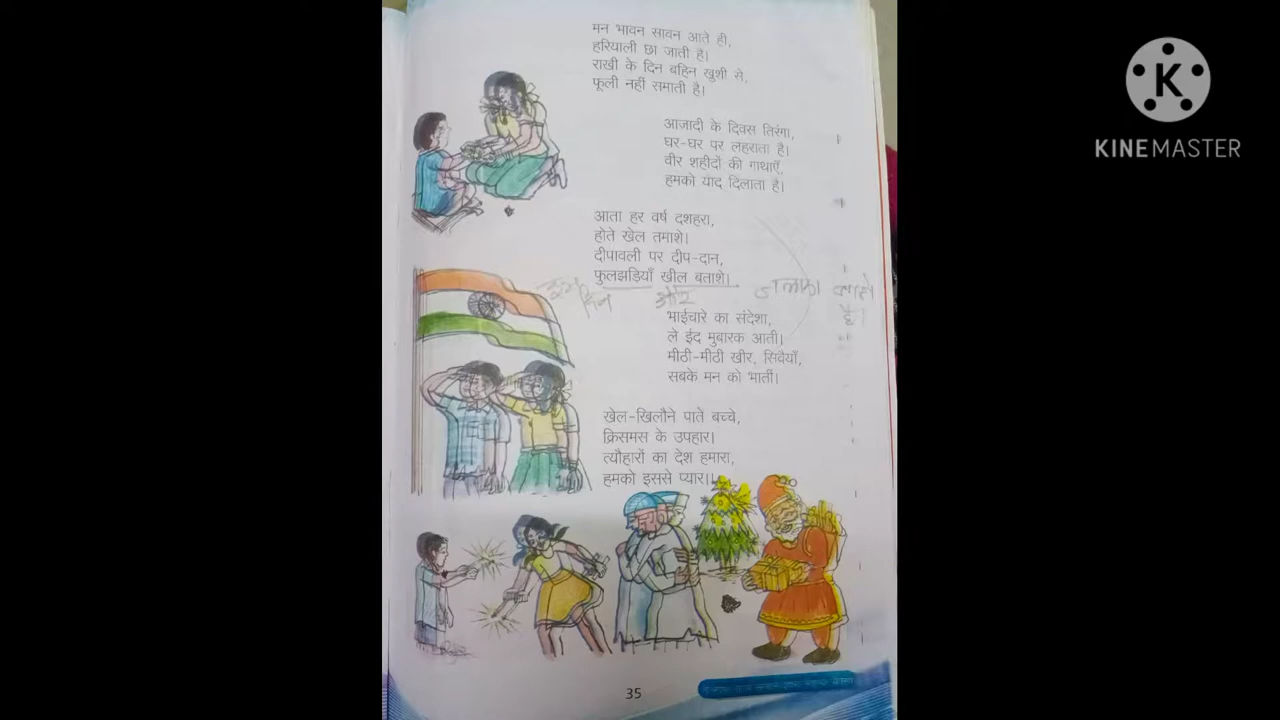 मन भावन सावन आते ही,
हरियाली छा जाती है।
राखी के दिन बहिन खुशी से,
फूली नहीं समाती है।
K
KINEMASTER
आजादी के दिवस तिरंगा,
घर-घर पर लहराता है।
वीर शहीदों की गाथाएँ,
हमको याद दिलाता है।
आता हर वर्ष दशहरा,
होते खेल तमाशे।
दीपावली पर दीप-दान,
फुलझड़ियाँ खील बताशे।
दिन और
है।
भाईचारे का संदेशा,
ले ईद मुबारक आती।
मीठी-मीठी खीर, सिवैयाँ,
सबके मन को भातीं।
खेल-खिलौने पाते बच्चे,
क्रिसमस के उपहार।
त्यौहारों का देश हमारा,
हमको इससे प्यार।।
35